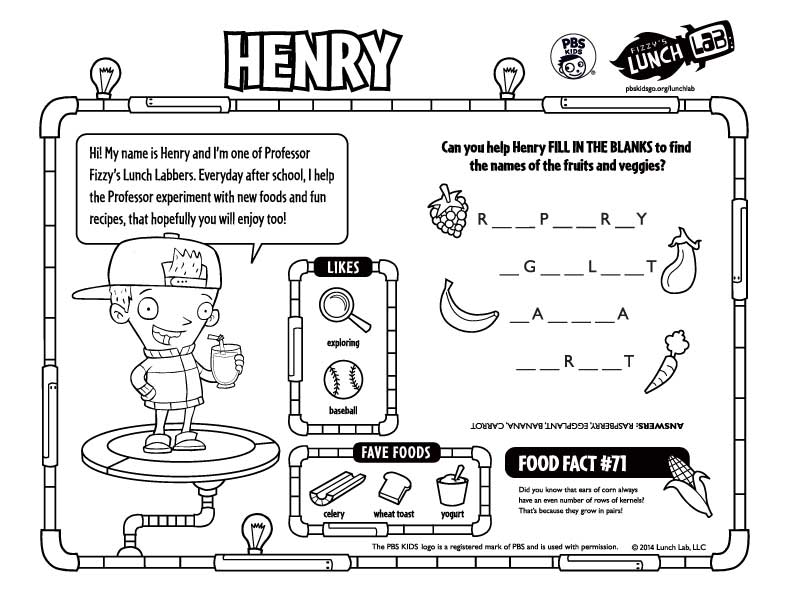 HENRY
PBS
KIDS
FIZZY'S
LUNCH LAB
pbskidsgo.org/lunchlab
Hi! My name is Henry and I'm one of Professor
Fizzy's Lunch Labbers. Everyday after school, I help
the Professor experiment with new foods and fun
recipes, that hopefully you will enjoy too!
Can you help Henry FILL IN THE BLANKS to find
the names of the fruits and veggies?
R _ _ P _ _ R _ Y
_ G _ _ L _ _ T
_ A _ _ _ A
_ _ R _ _ T
ANSWERS: RASPBERRY, EGGPLANT, BANANA, CARROT
LIKES
exploring
baseball
FAVE FOODS
celery
wheat toast
yogurt
FOOD FACT #71
Did you know that ears of corn always
have an even number of rows of kernels?
That's because they grow in pairs!
The PBS KIDS logo is a registered mark of PBS and is used with permission. © 2014 Lunch Lab, LLC